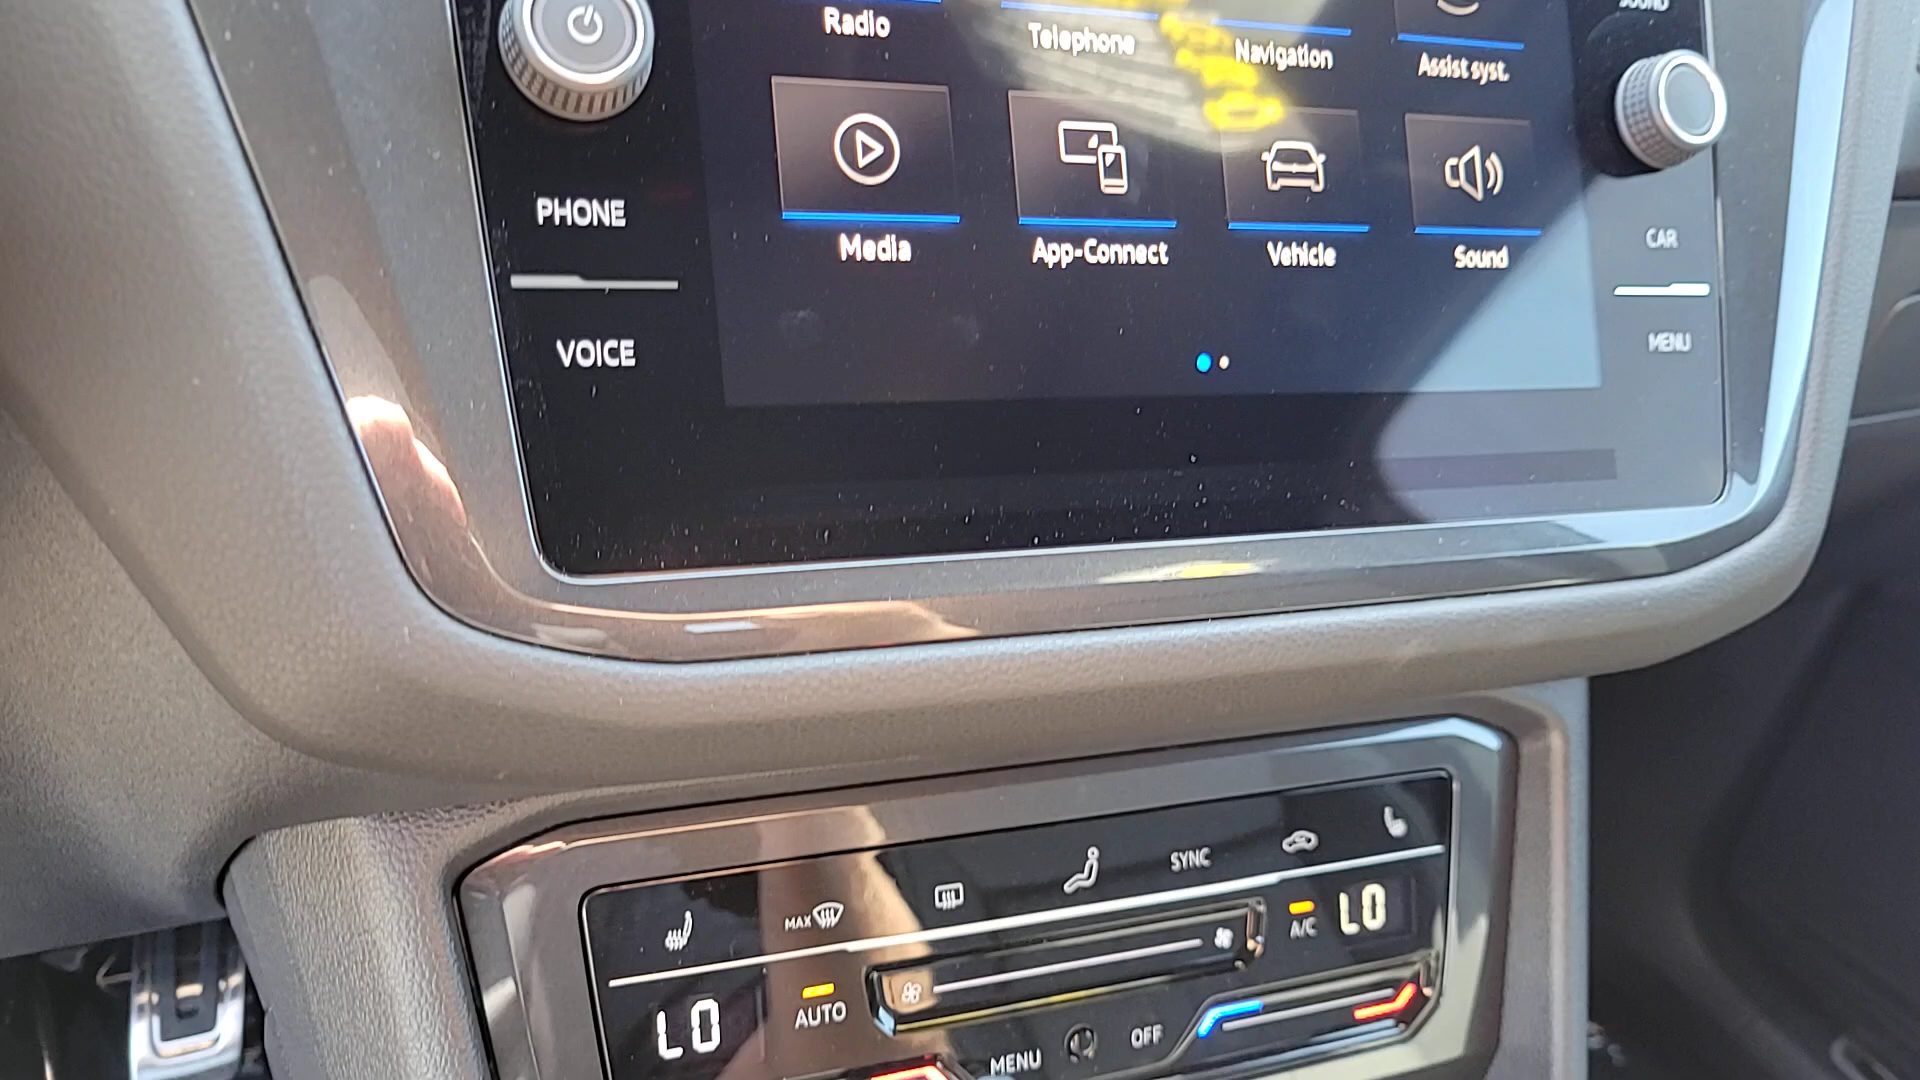 SOUND
Radio
Telephone
Navigation
Assist syst.
PHONE
Media
App-Connect
Vehicle
Sound
CAR
VOICE
MENU
MAX
SYNC
A/C
LO
LO
AUTO
MENU
OFF